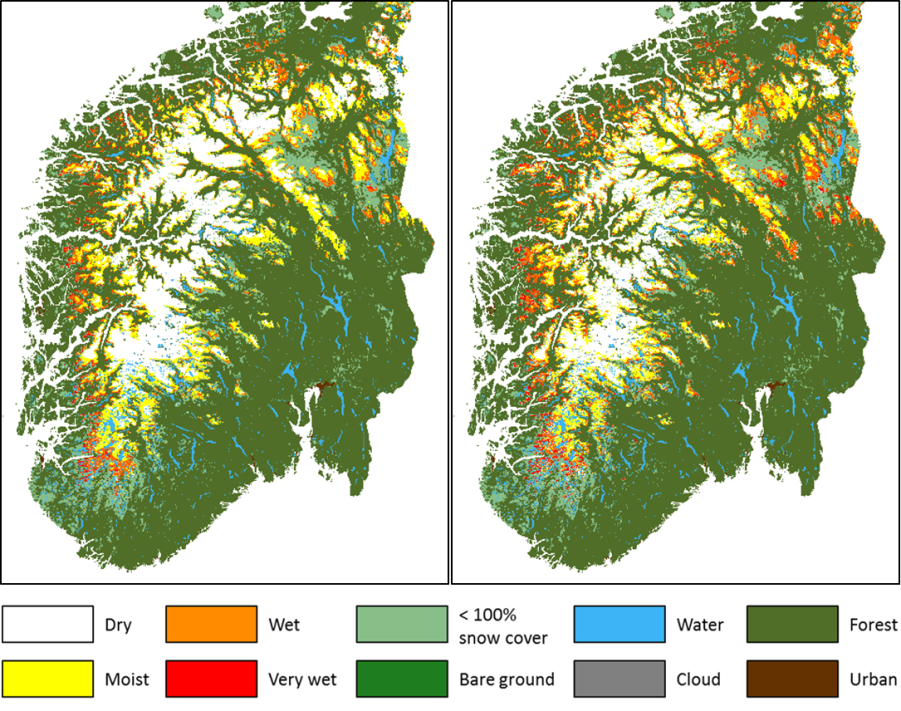 Dry
Wet
< 100%
snow cover
Water
Forest
Moist
Very wet
Bare ground
Cloud
Urban